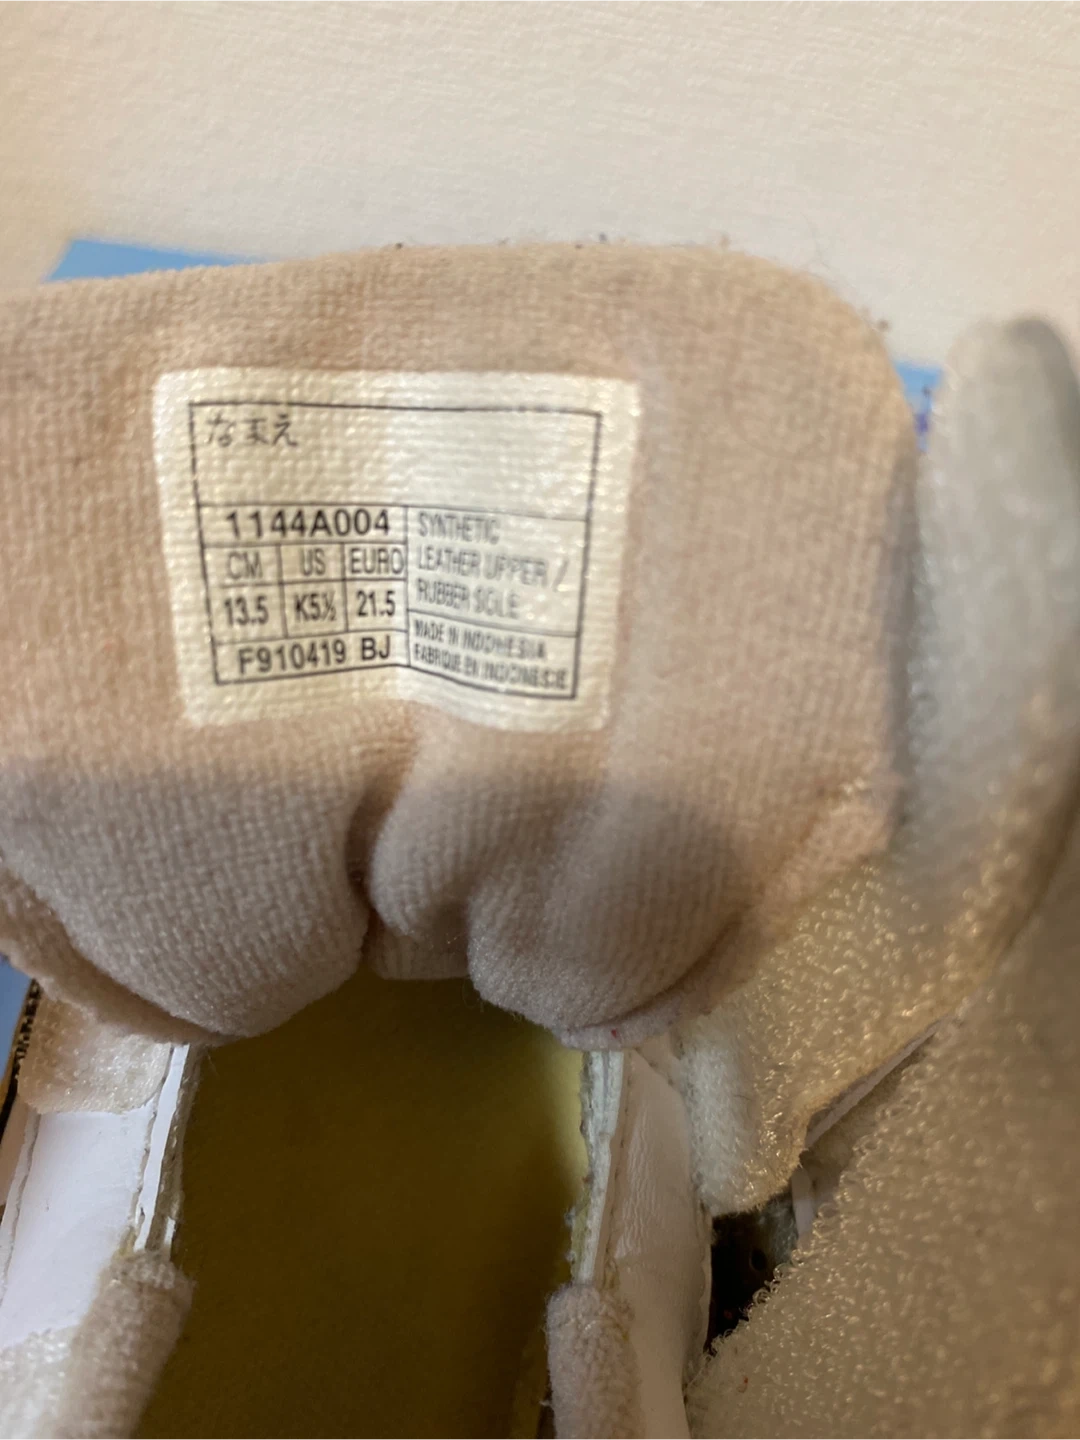 なまえ
1144A004
CM US EURO
13.5 K5½ 21.5
F910419 BJ
SYNTHETIC
LEATHER UPPER /
RUBBER SOLE
MADE IN INDONESIA
FABRIQUE EN INDONESIE